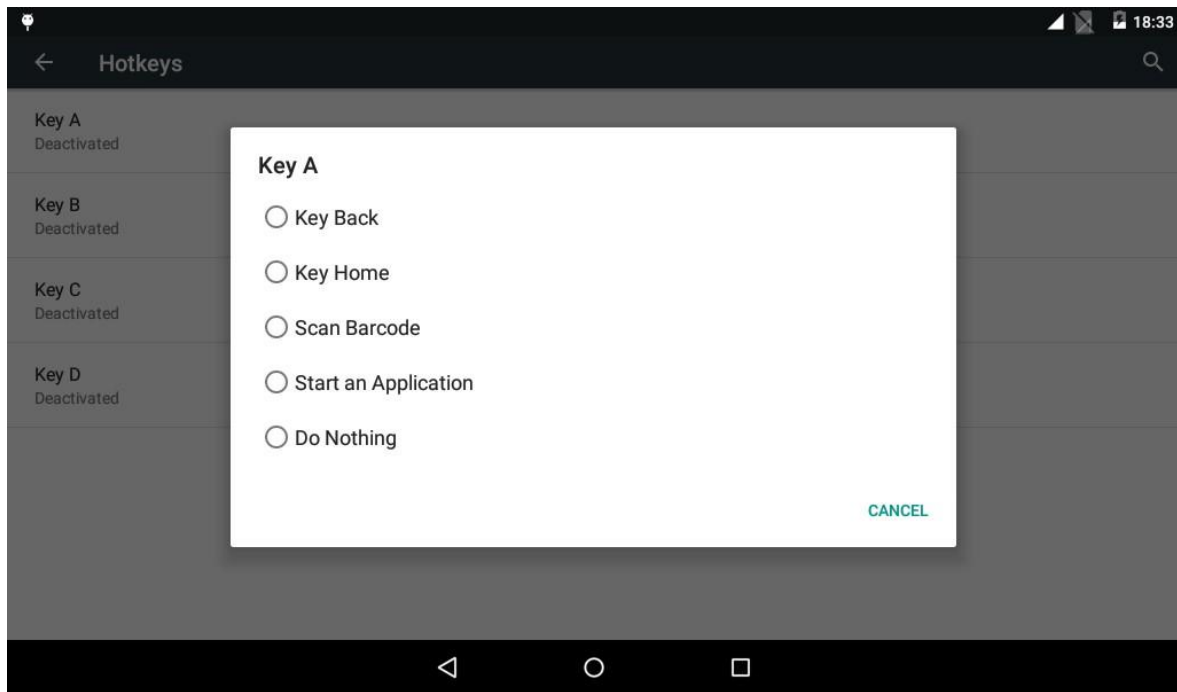 18:33
Hotkeys
Key A
Deactivated
Key B
Deactivated
Key C
Deactivated
Key D
Deactivated
Key A
Key Back
Key Home
Scan Barcode
Start an Application
Do Nothing
CANCEL